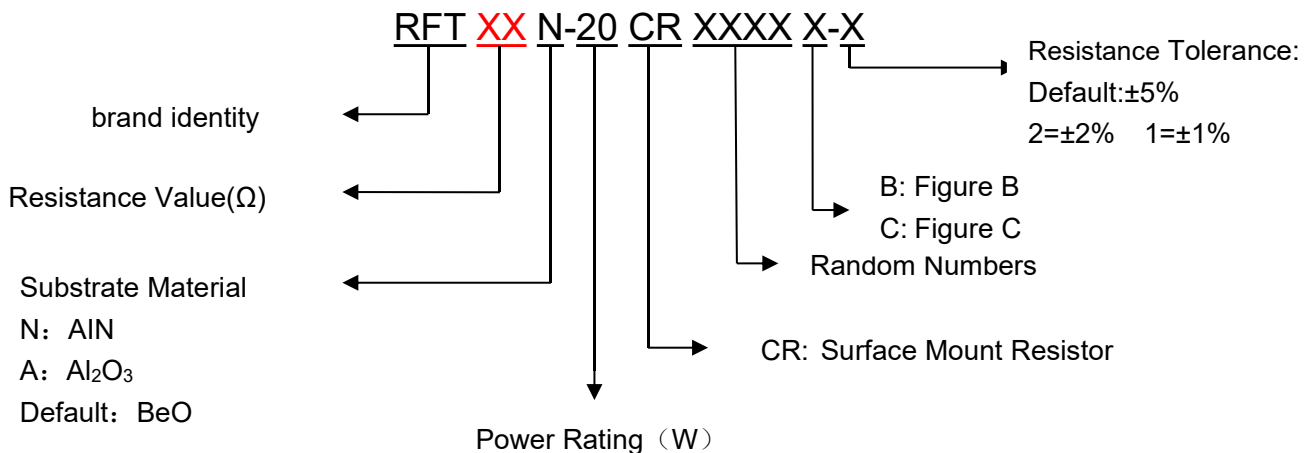 RFT XX N-20 CR XXXX X-X
Resistance Tolerance:
Default:±5%
2=±2% 1=±1%
brand identity
Resistance Value(Ω)
B: Figure B
C: Figure C
Random Numbers
Substrate Material
N：AlN
A：Al₂O₃
Default：BeO
CR: Surface Mount Resistor
Power Rating（W）